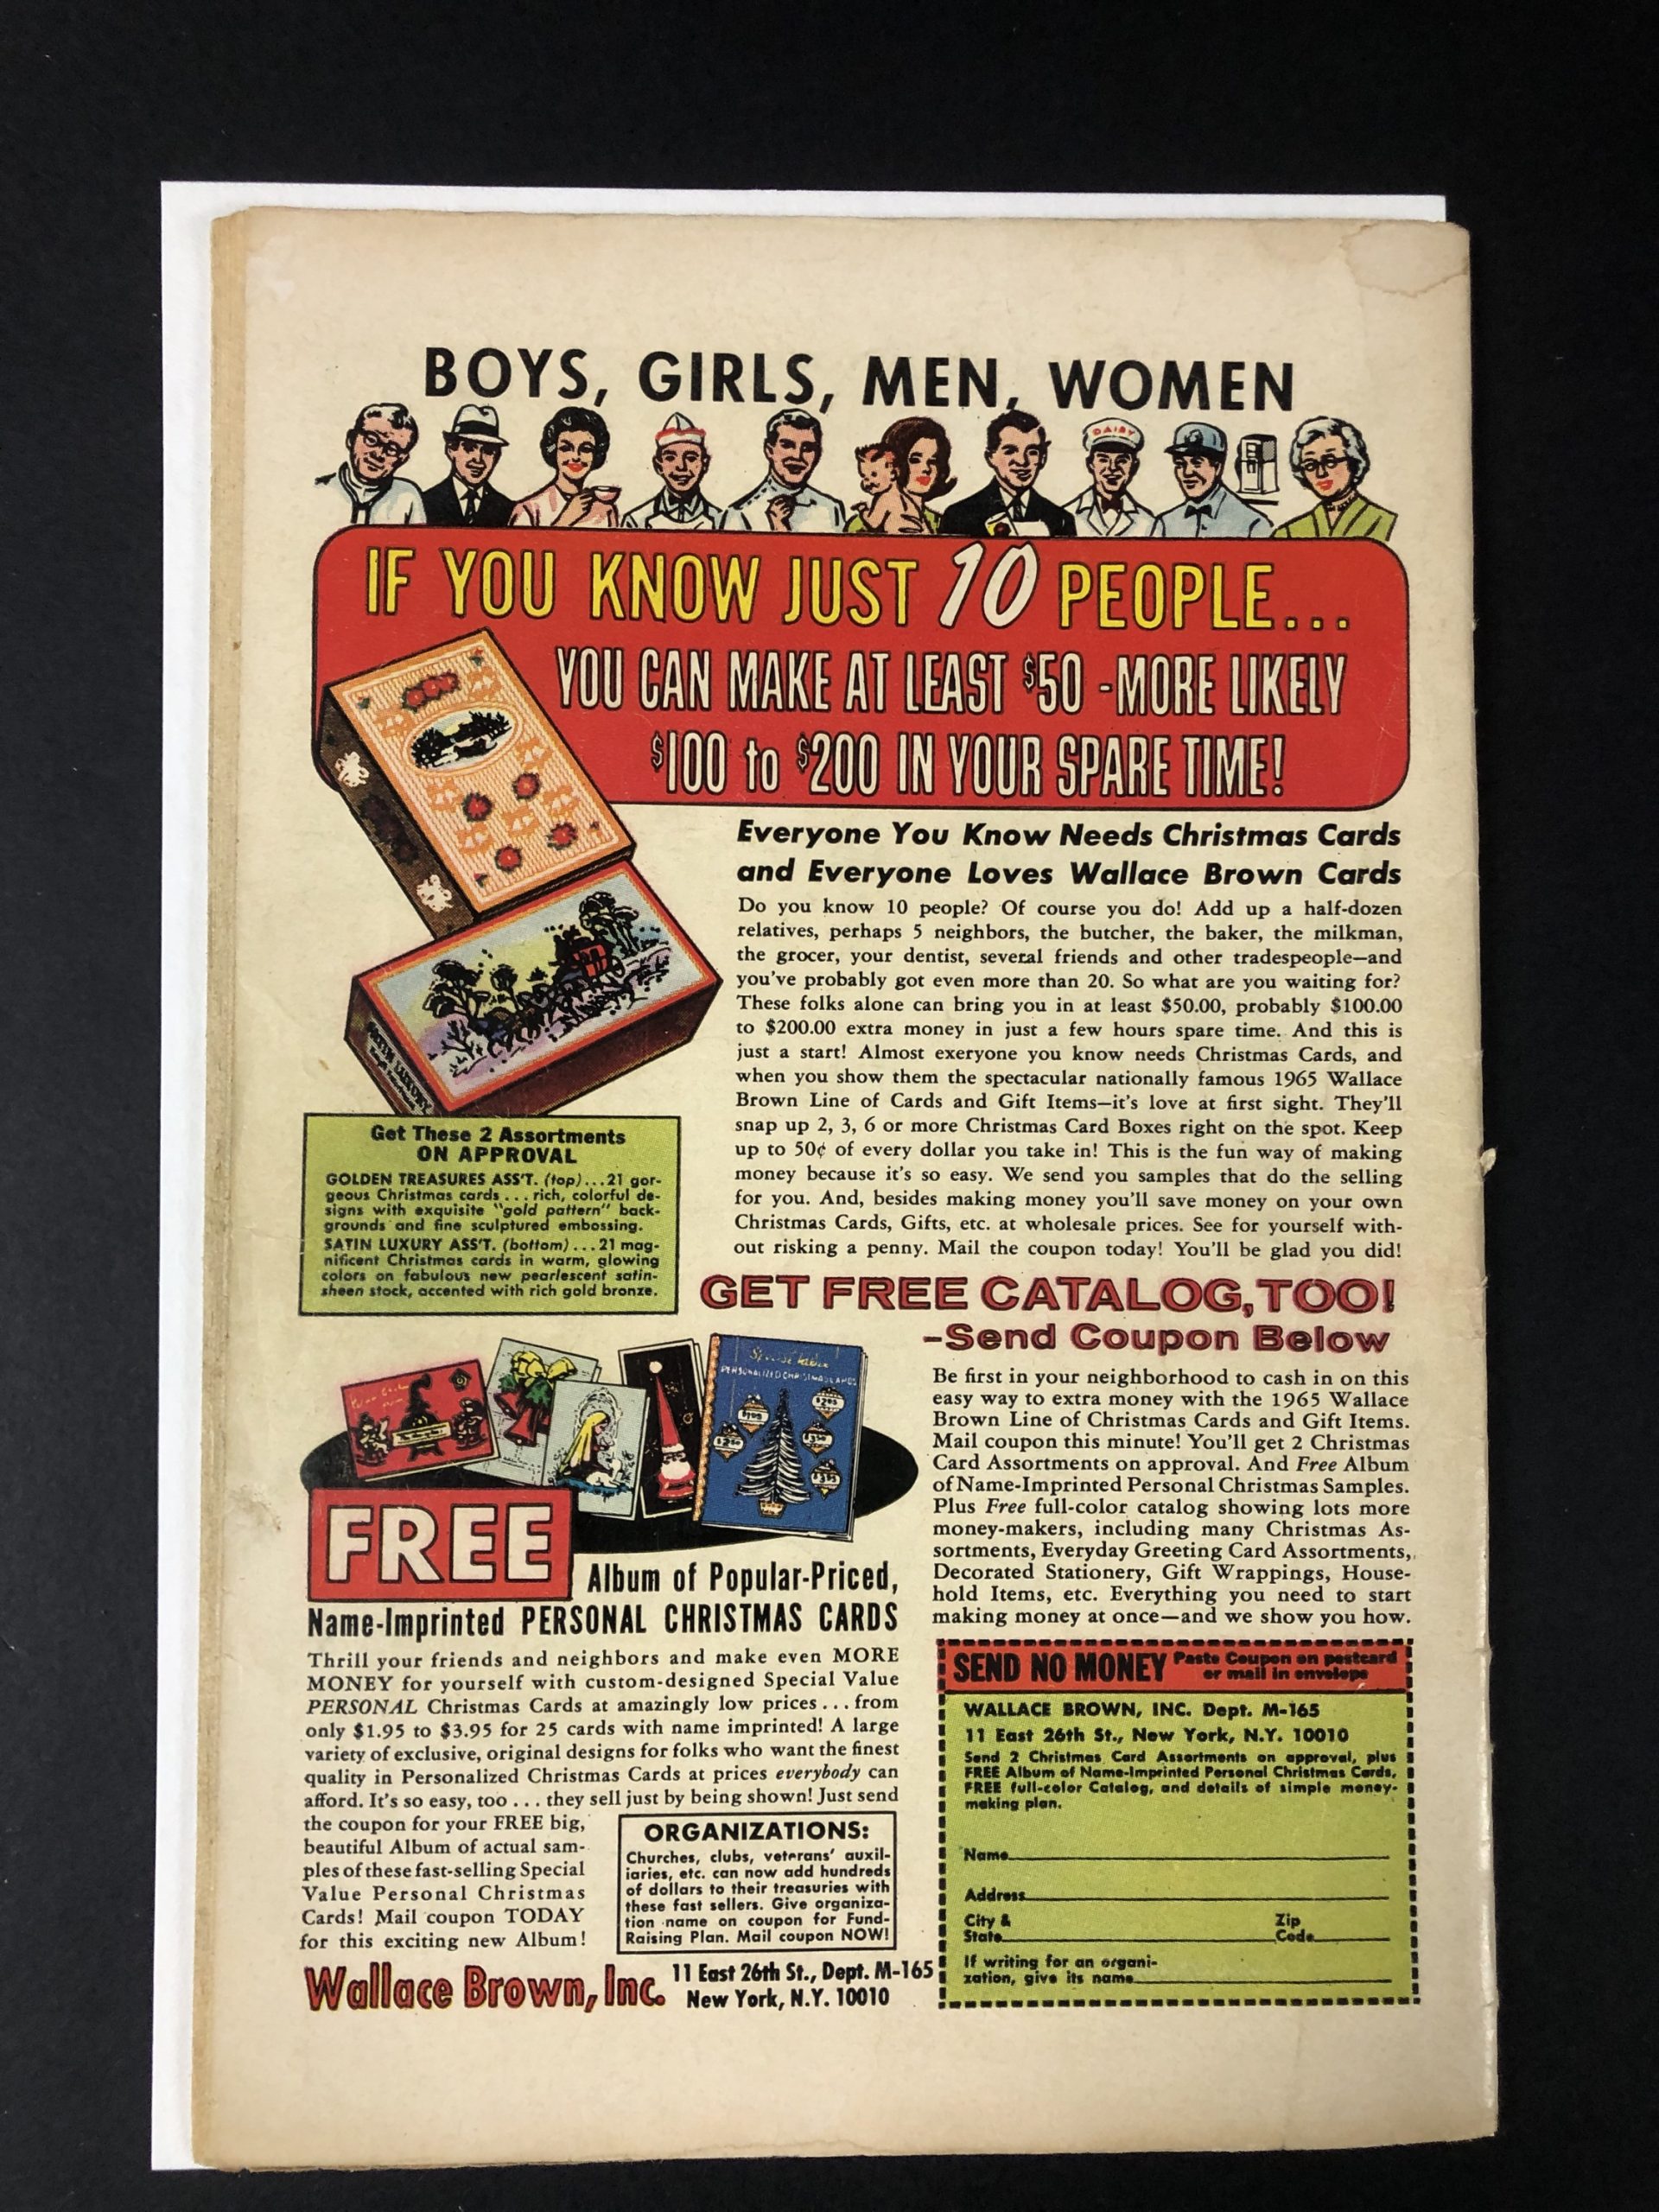 BOYS, GIRLS, MEN, WOMEN
DAIRY
IF YOU KNOW JUST 10 PEOPLE...
YOU CAN MAKE AT LEAST $50 -MORE LIKELY
$100 to $200 IN YOUR SPARE TIME!
Everyone You Know Needs Christmas Cards
and Everyone Loves Wallace Brown Cards
Do you know 10 people? Of course you do! Add up a half-dozen
relatives, perhaps 5 neighbors, the butcher, the baker, the milkman,
the grocer, your dentist, several friends and other tradespeople—and
you've probably got even more than 20. So what are you waiting for?
These folks alone can bring you in at least $50.00, probably $100.00
to $200.00 extra money in just a few hours spare time. And this is
just a start! Almost exeryone you know needs Christmas Cards, and
when you show them the spectacular nationally famous 1965 Wallace
Brown Line of Cards and Gift Items—it's love at first sight. They'll
snap up 2, 3, 6 or more Christmas Card Boxes right on the spot. Keep
up to 50¢ of every dollar you take in! This is the fun way of making
money because it's so easy. We send you samples that do the selling
for you. And, besides making money you'll save money on your own
Christmas Cards, Gifts, etc. at wholesale prices. See for yourself with-
out risking a penny. Mail the coupon today! You'll be glad you did!
SATIN LUXURY
Get These 2 Assortments
ON APPROVAL
GOLDEN TREASURES ASS'T. (top)...21 gor-
geous Christmas cards . . . rich, colorful de-
signs with exquisite "gold pattern" back-
grounds and fine sculptured embossing.
SATIN LUXURY ASS'T. (bottom)...21 mag-
nificent Christmas cards in warm, glowing
colors on fabulous new pearlescent satin-
sheen stock, accented with rich gold bronze.
GET FREE CATALOG, TOO!
-Send Coupon Below
Be first in your neighborhood to cash in on this
easy way to extra money with the 1965 Wallace
Brown Line of Christmas Cards and Gift Items.
Mail coupon this minute! You'll get 2 Christmas
Card Assortments on approval. And Free Album
of Name-Imprinted Personal Christmas Samples.
Plus Free full-color catalog showing lots more
money-makers, including many Christmas As-
sortments, Everyday Greeting Card Assortments,
Decorated Stationery, Gift Wrappings, House-
hold Items, etc. Everything you need to start
making money at once—and we show you how.
Special Value
PERSONALIZED CHRISTMAS CARDS
$1.95
$2.95
$3.50
FREE
Album of Popular-Priced,
Name-Imprinted PERSONAL CHRISTMAS CARDS
Thrill your friends and neighbors and make even MORE
MONEY for yourself with custom-designed Special Value
PERSONAL Christmas Cards at amazingly low prices . . . from
only $1.95 to $3.95 for 25 cards with name imprinted! A large
variety of exclusive, original designs for folks who want the finest
quality in Personalized Christmas Cards at prices everybody can
afford. It's so easy, too . . . they sell just by being shown! Just send
the coupon for your FREE big,
beautiful Album of actual sam-
ples of these fast-selling Special
Value Personal Christmas
Cards! Mail coupon TODAY
for this exciting new Album!
ORGANIZATIONS:
Churches, clubs, veterans' auxil-
iaries, etc. can now add hundreds
of dollars to their treasuries with
these fast sellers. Give organiza-
tion name on coupon for Fund-
Raising Plan. Mail coupon NOW!
Wallace Brown, Inc.
11 East 26th St., Dept. M-165
New York, N.Y. 10010
SEND NO MONEY Paste Coupon on postcard
or mail in envelope
WALLACE BROWN, INC. Dept. M-165
11 East 26th St., New York, N.Y. 10010
Send 2 Christmas Card Assortments on approval, plus
FREE Album of Name-Imprinted Personal Christmas Cards,
FREE full-color Catalog, and details of simple money-
making plan.
Name
Address
City & Zip
State Code
If writing for an organi-
zation, give its name